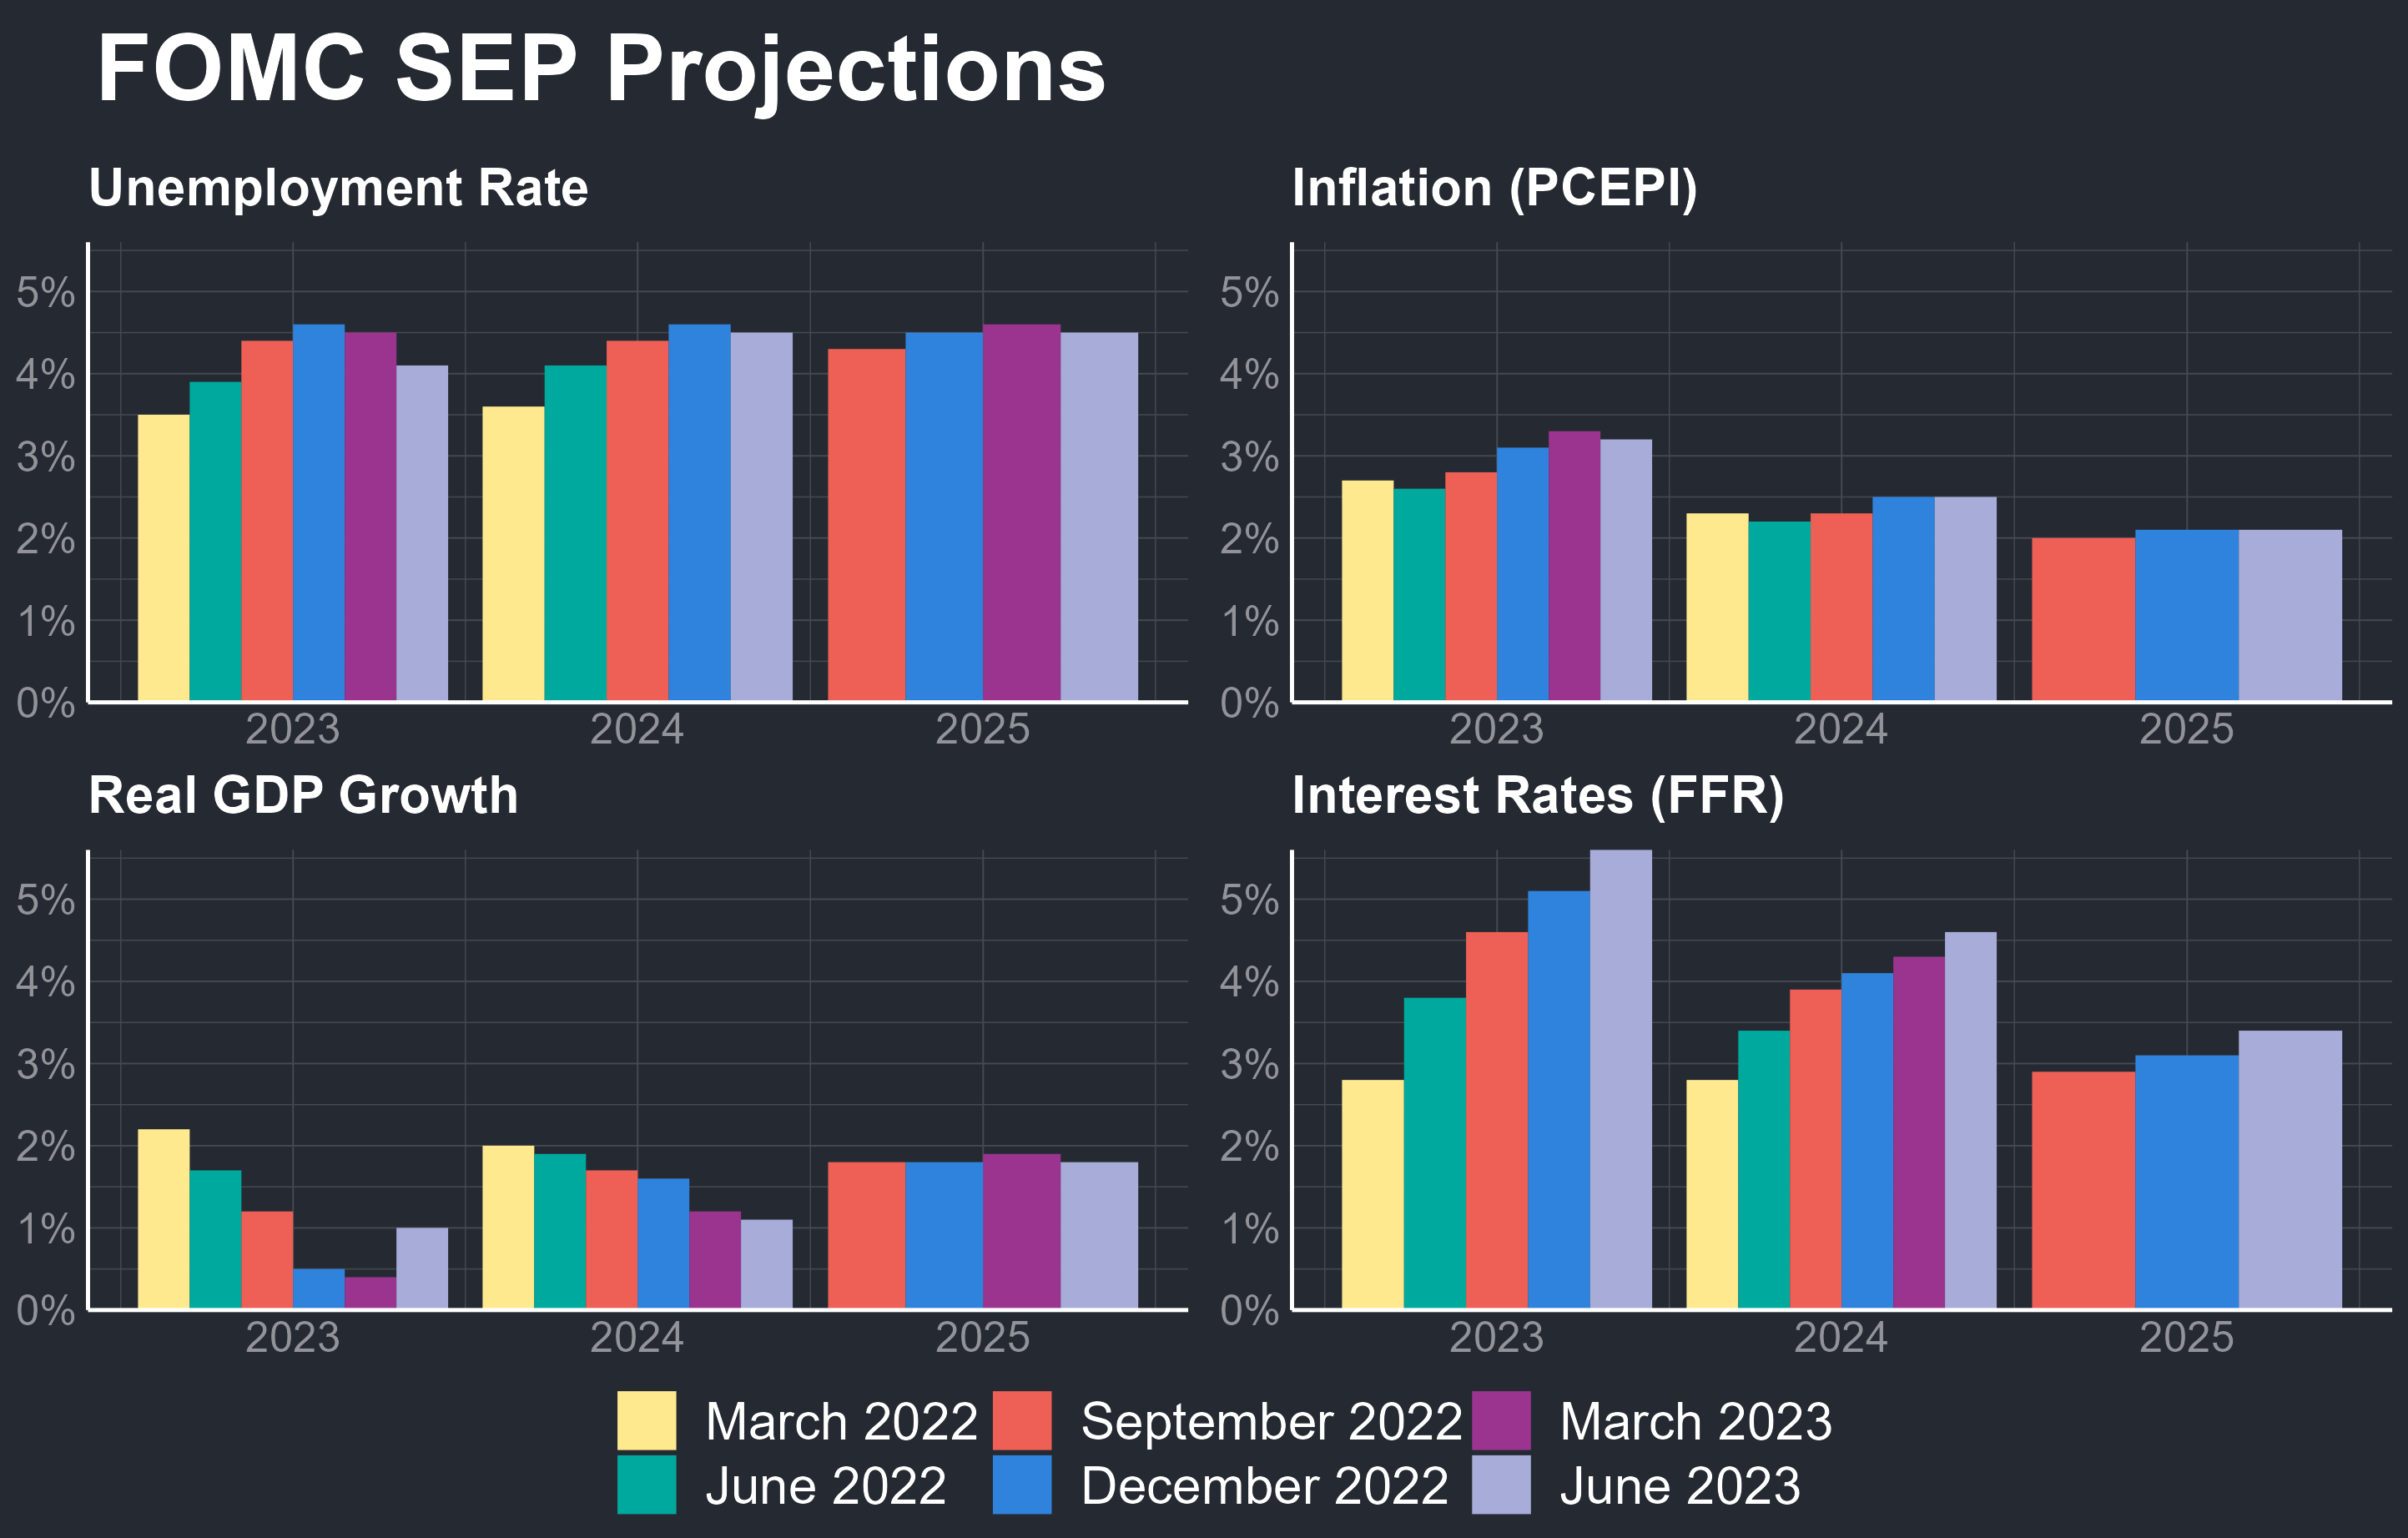 FOMC SEP Projections
Unemployment Rate
5%
4%
3%
2%
1%
0%
2023 2024 2025
Inflation (PCEPI)
5%
4%
3%
2%
1%
0%
2023 2024 2025
Real GDP Growth
5%
4%
3%
2%
1%
0%
2023 2024 2025
Interest Rates (FFR)
5%
4%
3%
2%
1%
0%
2023 2024 2025
March 2022 September 2022 March 2023
June 2022 December 2022 June 2023